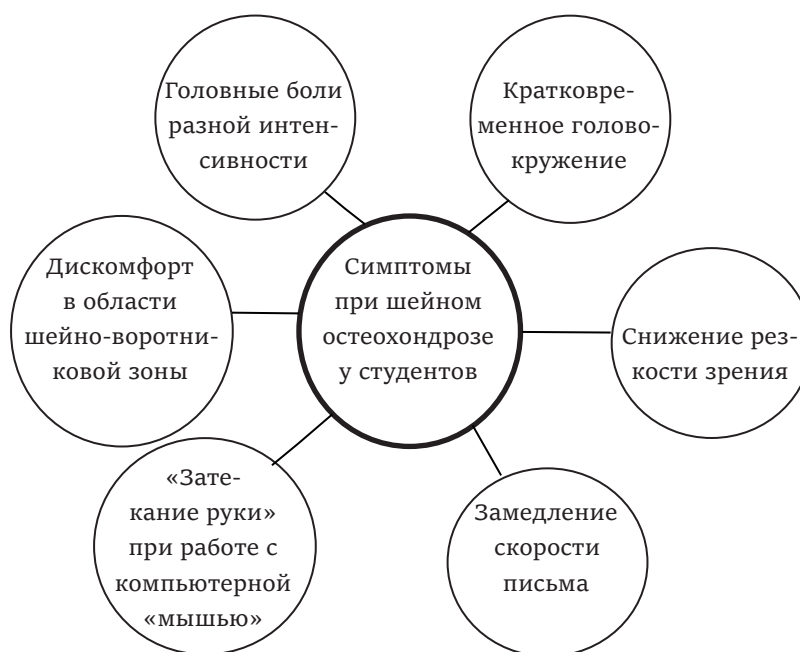 Головные боли
разной интен-
сивности
Кратковре-
менное голово-
кружение
Дискомфорт
в области
шейно-воротни-
ковой зоны
Симптомы
при шейном
остеохондрозе
у студентов
Снижение рез-
кости зрения
«Зате-
кание руки»
при работе с
компьютерной
«мышью»
Замедление
скорости
письма